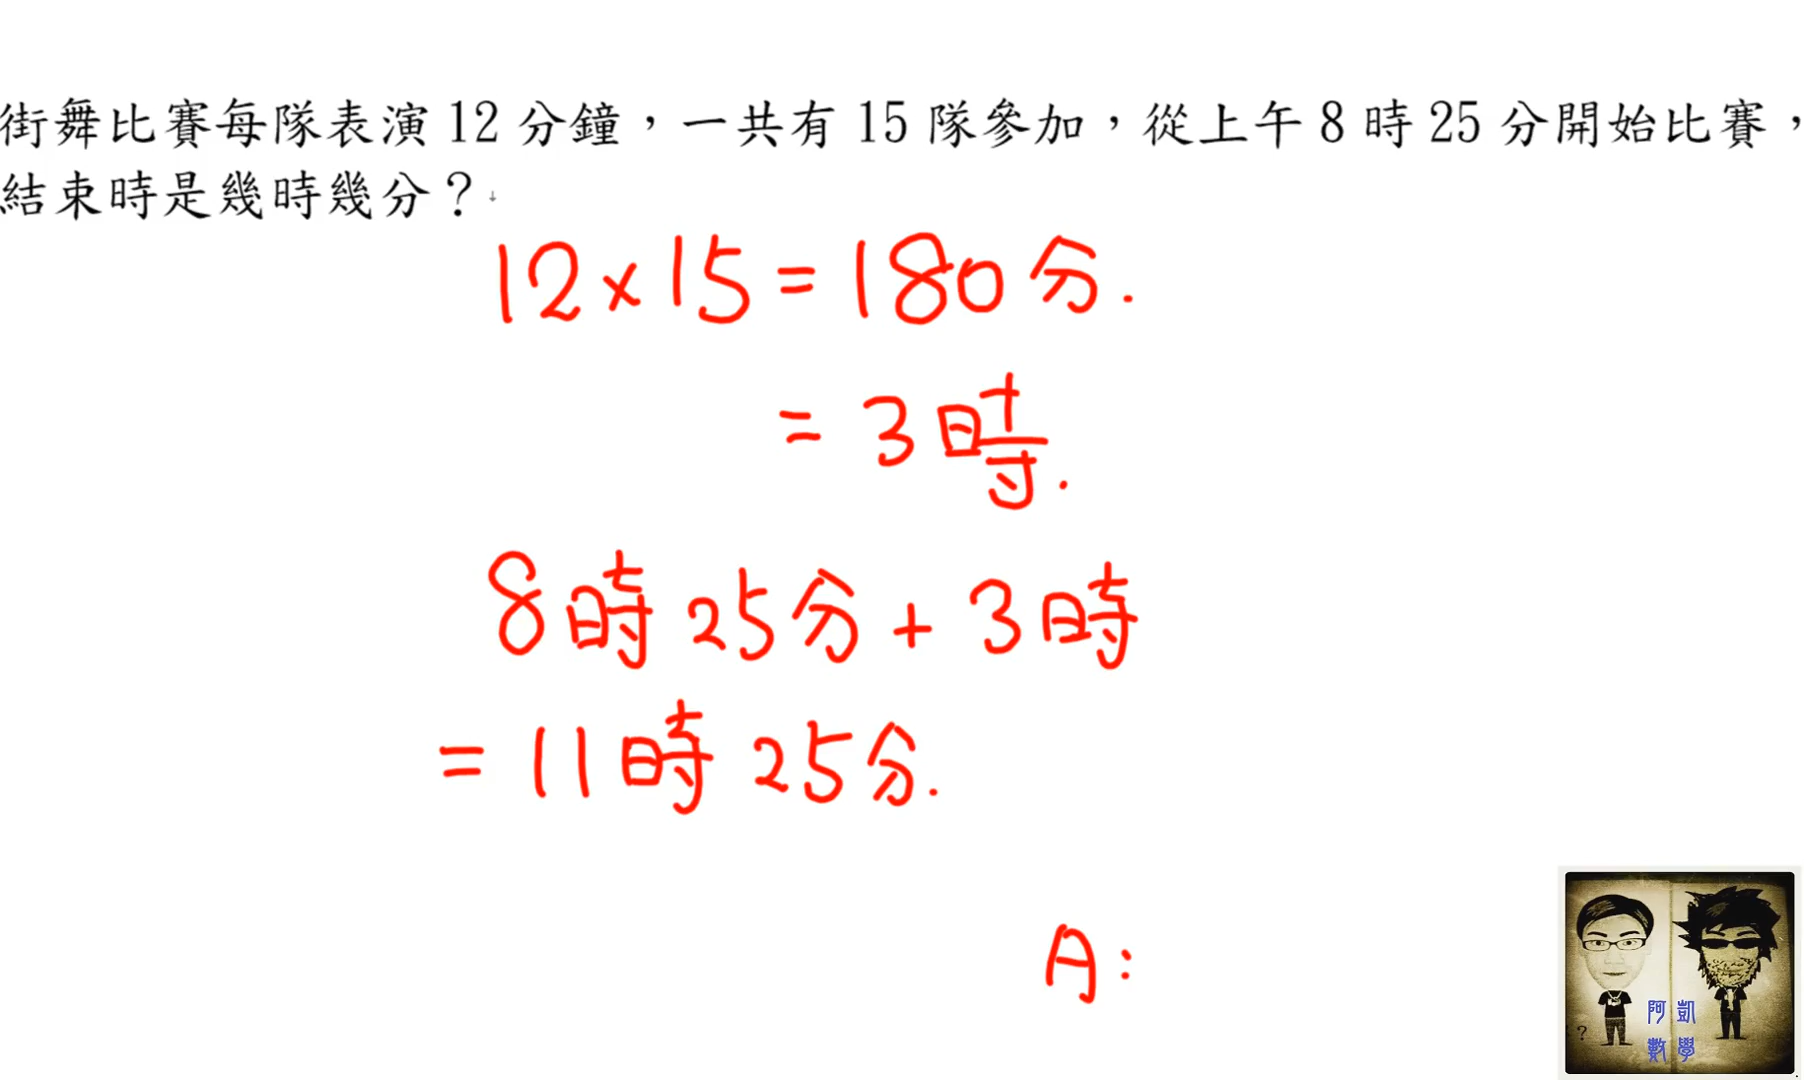 街舞比賽每隊表演 12 分鐘，一共有 15 隊參加，從上午 8 時 25 分開始比賽，
結束時是幾時幾分？↓
12×15=180分.
=3時.
8時25分+3時
=11時25分.
A:
?
阿凱
數學